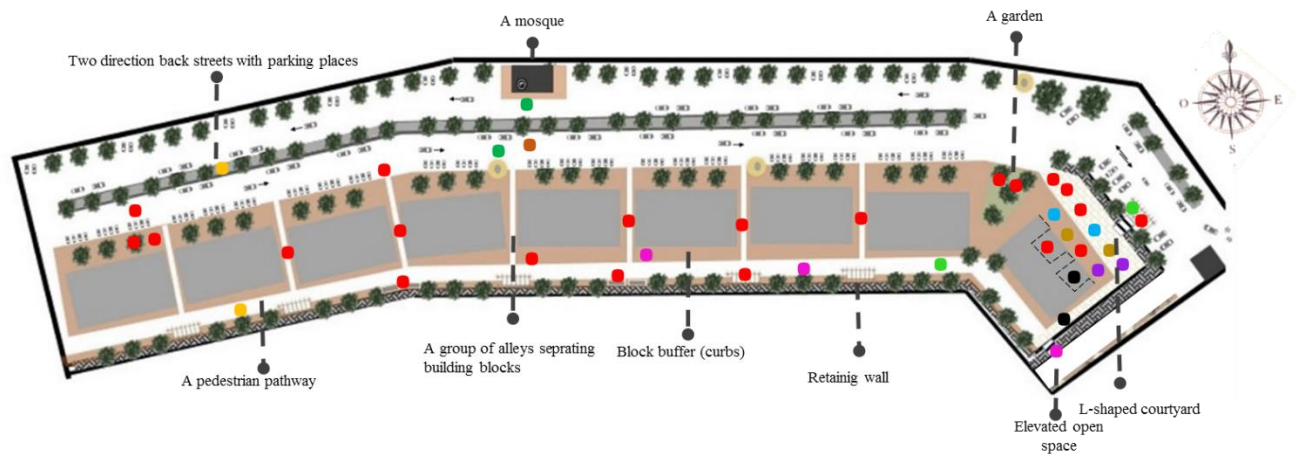 A mosque
A garden
Two direction back streets with parking places
O
E
S
A group of alleys seprating
building blocks
Block buffer (curbs)
A pedestrian pathway
Retainig wall
L-shaped courtyard
Elevated open
space